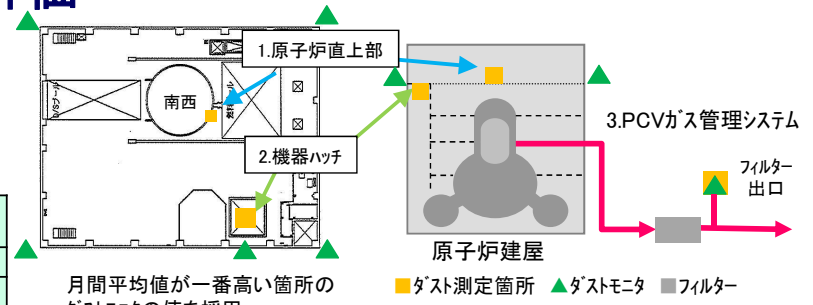 1.原子炉直上部
南西
2.機器ハッチ
3.PCVガス管理システム
フィルター
出口
原子炉建屋
月間平均値が一番高い箇所の
ダスト測定箇所 ダストモニタ フィルター